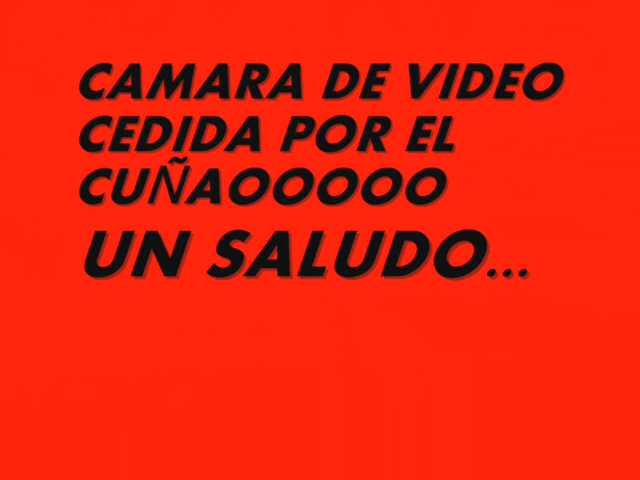 CAMARA DE VIDEO
CEDIDA POR EL
CUÑAOOOOO
UN SALUDO...